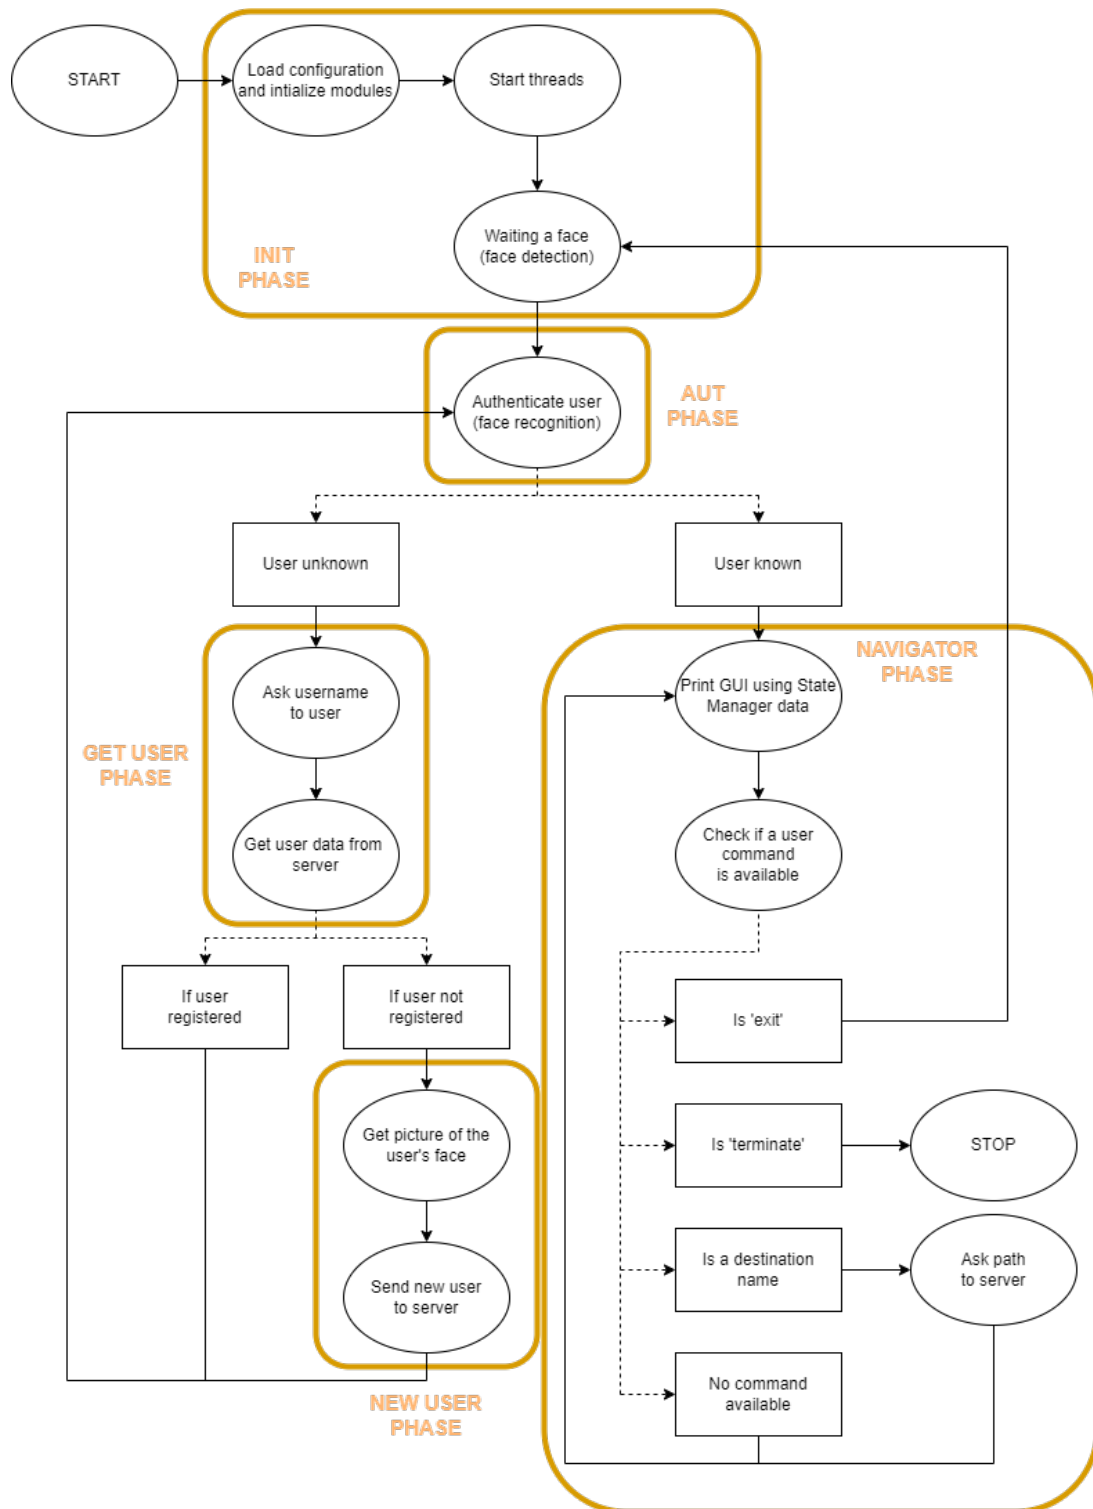 START
Load configuration
and intialize modules
Start threads
Waiting a face
(face detection)
INIT
PHASE
Authenticate user
(face recognition)
AUT
PHASE
User unknown
User known
Ask username
to user
Get user data from
server
GET USER
PHASE
NAVIGATOR
PHASE
Print GUI using State
Manager data
Check if a user
command
is available
If user
registered
If user not
registered
Is 'exit'
Get picture of the
user's face
Is 'terminate'
STOP
Send new user
to server
Is a destination
name
Ask path
to server
No command
available
NEW USER
PHASE